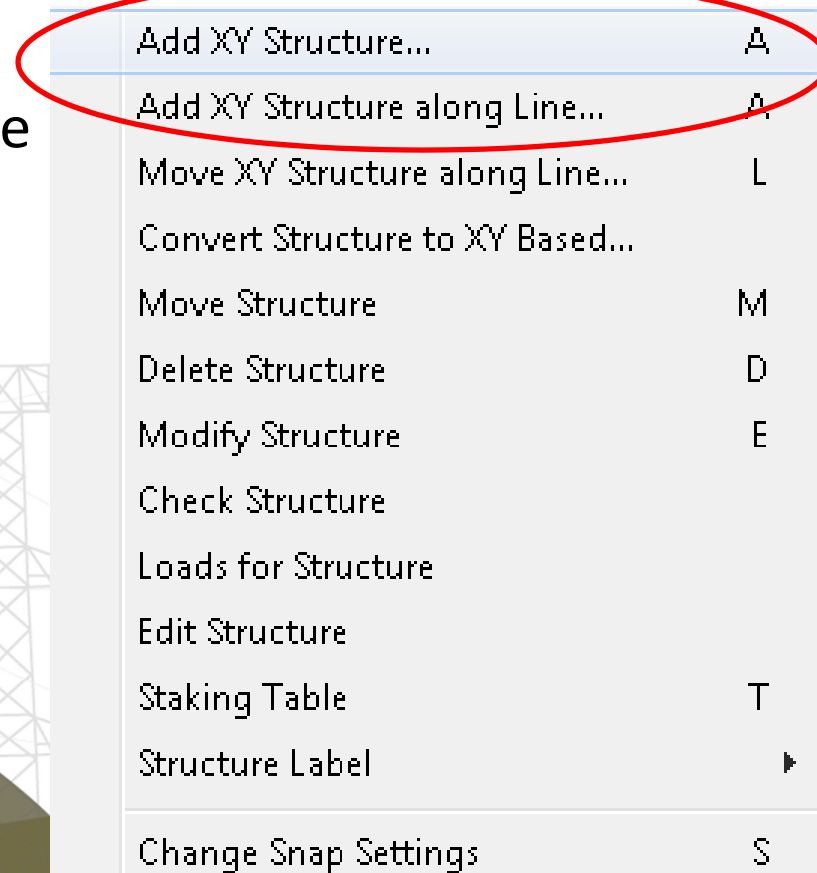 Add XY Structure... A
e
Add XY Structure along Line... A
Move XY Structure along Line... L
Convert Structure to XY Based...
Move Structure M
Delete Structure D
Modify Structure E
Check Structure
Loads for Structure
Edit Structure
Staking Table T
Structure Label
Change Snap Settings S